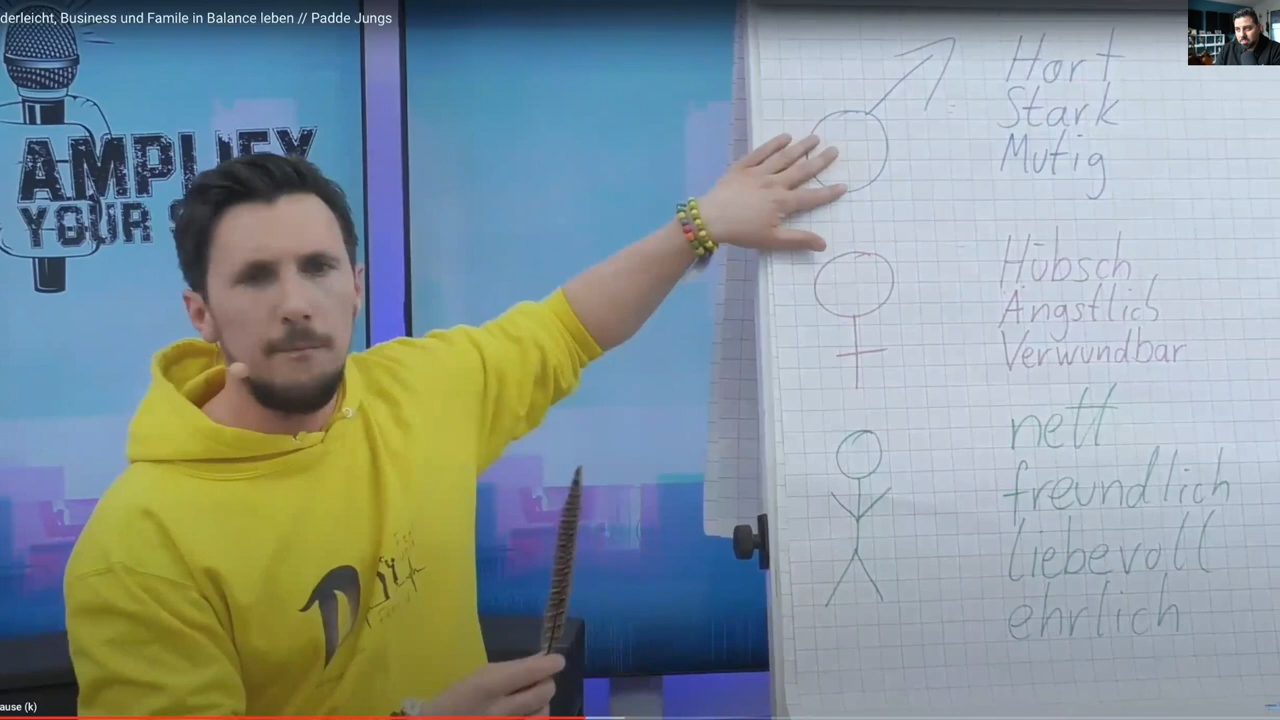 derleicht, Business und Famile in Balance leben // Padde Jungs
AMPLIFY
YOUR S
Hart
Stark
Mutig
Hübsch
Ängstlich
Verwundbar
nett
freundlich
liebevoll
ehrlich
ause (k)